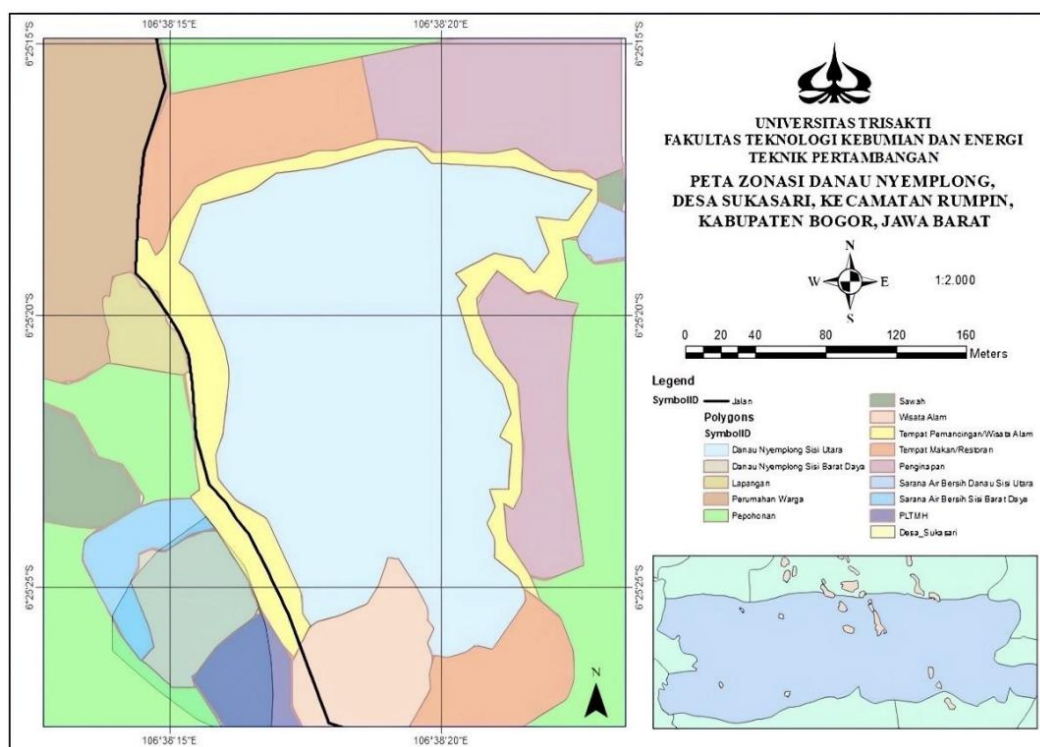 106°38'15"E
106°38'20"E
6°25'15"S
6°25'15"S
6°25'20"S
6°25'20"S
6°25'25"S
6°25'25"S
106°38'15"E
106°38'20"E
N
UNIVERSITAS TRISAKTI
FAKULTAS TEKNOLOGI KEBUMIAN DAN ENERGI
TEKNIK PERTAMBANGAN
PETA ZONASI DANAU NYEMPLONG,
DESA SUKASARI, KECAMATAN RUMPIN,
KABUPATEN BOGOR, JAWA BARAT
N
W E
S
1:2.000
0 20 40 80 120 160
Meters
Legend
SymbolID Jalan
Polygons
SymbolID
Danau Nyemplong Sisi Utara
Danau Nyemplong Sisi Barat Daya
Lapangan
Perumahan Warga
Pepohonan
Sawah
Wisata Alam
Tempat Pemancingan/Wisata Alam
Tempat Makan/Restoran
Penginapan
Sarana Air Bersih Danau Sisi Utara
Sarana Air Bersih Sisi Barat Daya
PLTMH
Desa_Sukasari